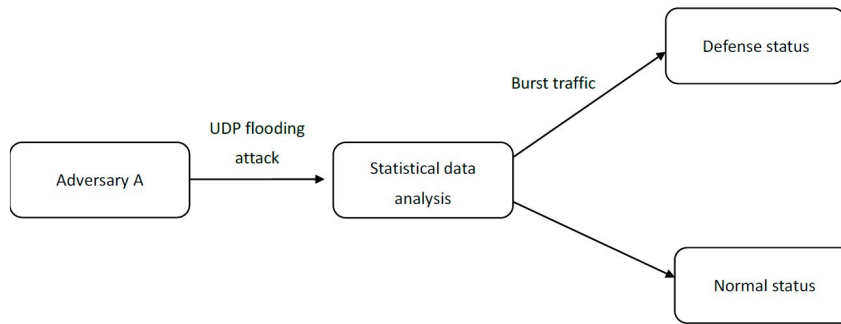 Defense status
Burst traffic
UDP flooding
attack
Adversary A
Statistical data
analysis
Normal status